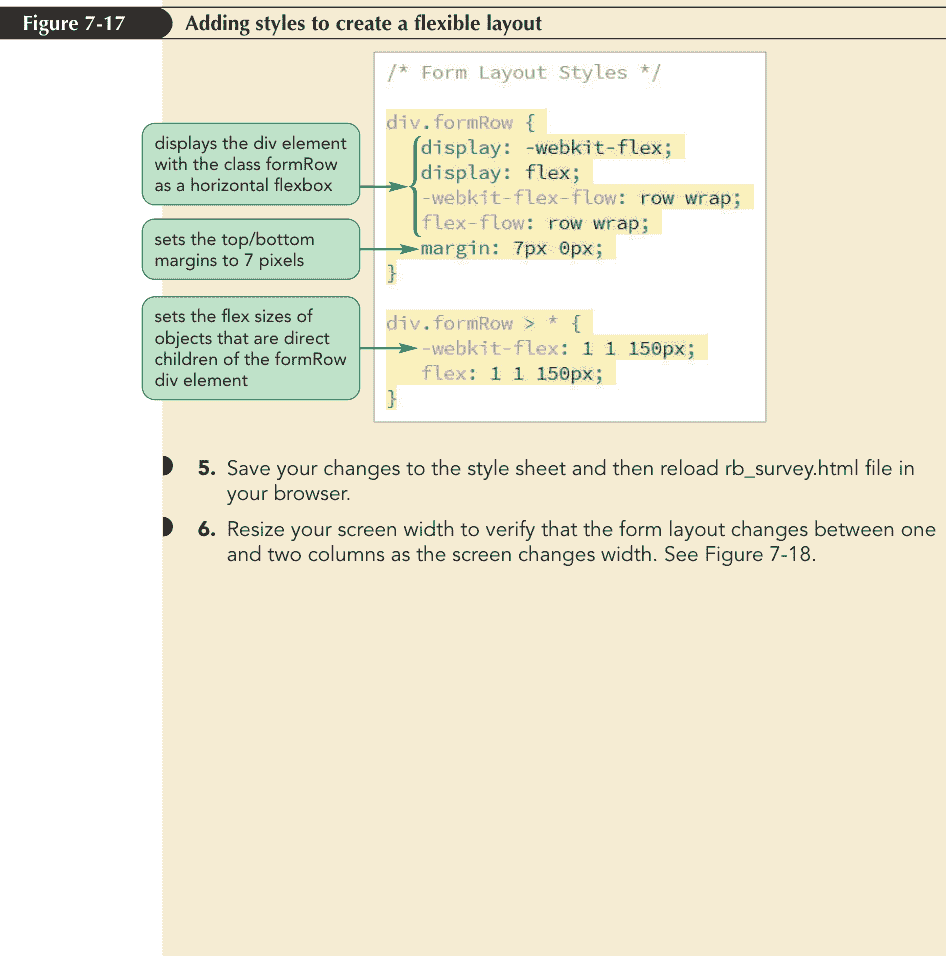 Figure 7-17
Adding styles to create a flexible layout
/* Form Layout Styles */
div.formRow {
display: -webkit-flex;
display: flex;
-webkit-flex-flow: row wrap;
flex-flow: row wrap;
margin: 7px 0px;
}
div.formRow > * {
-webkit-flex: 1 1 150px;
flex: 1 1 150px;
}
displays the div element
with the class formRow
as a horizontal flexbox
sets the top/bottom
margins to 7 pixels
sets the flex sizes of
objects that are direct
children of the formRow
div element
5. Save your changes to the style sheet and then reload rb_survey.html file in
your browser.
6. Resize your screen width to verify that the form layout changes between one
and two columns as the screen changes width. See Figure 7-18.